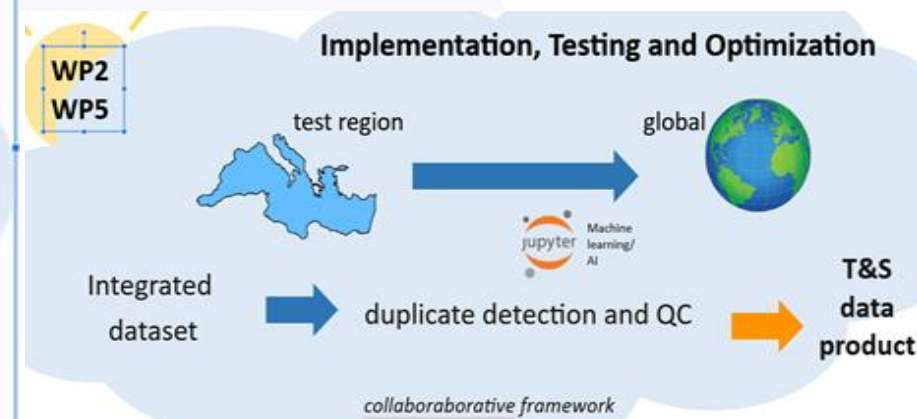 Implementation, Testing and Optimization
WP2
WP5
test region
global
jupyter
Machine
learning/
AI
Integrated
dataset
duplicate detection and QC
T&S
data
product
collaboraborative framework